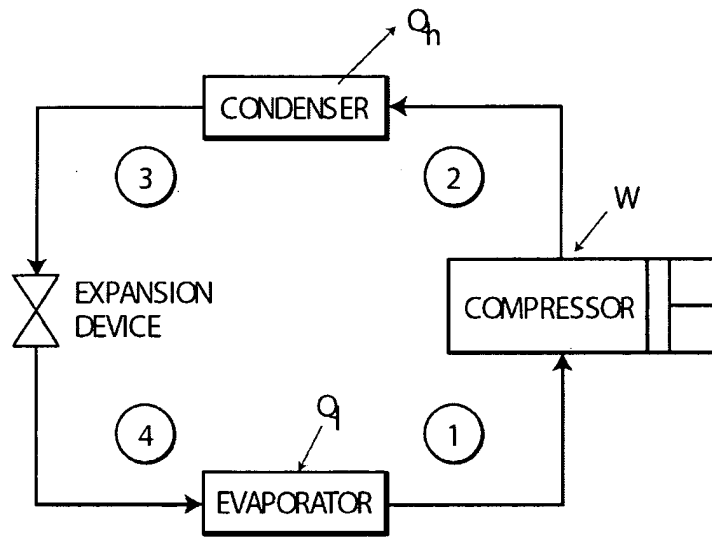 Qh
CONDENSER
3
2
W
EXPANSION
DEVICE
COMPRESSOR
4
Ql
1
EVAPORATOR